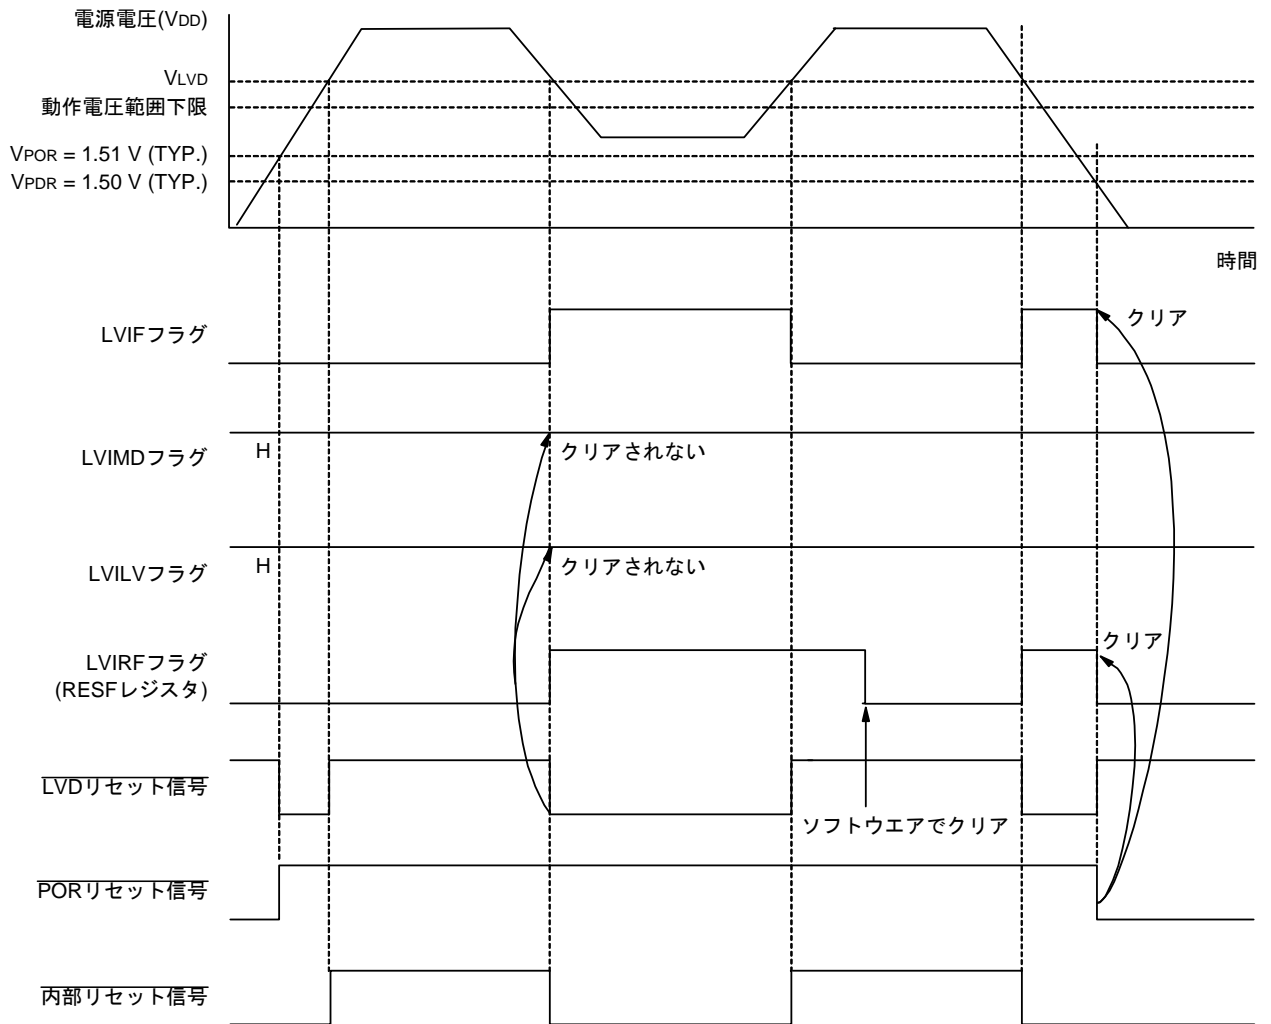 電源電圧(VDD)
VLVD
動作電圧範囲下限
VPOR = 1.51 V (TYP.)
VPDR = 1.50 V (TYP.)
時間
LVIFフラグ
クリア
LVIMDフラグ
H
クリアされない
LVILVフラグ
H
クリアされない
LVIRFフラグ
(RESFレジスタ)
クリア
LVDリセット信号
ソフトウエアでクリア
PORリセット信号
内部リセット信号